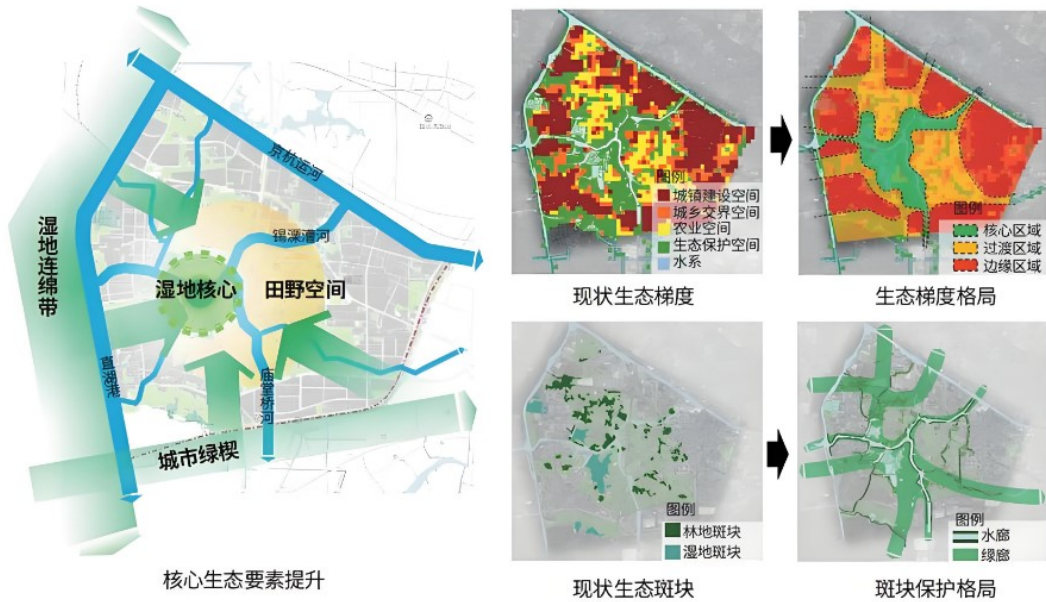 京杭运河
锡溧漕河
湿地连绵带
湿地核心
田野空间
直湖港
庙堂桥河
城市绿楔
核心生态要素提升
图例
城镇建设空间
城乡交界空间
农业空间
生态保护空间
水系
现状生态梯度
图例
核心区域
过渡区域
边缘区域
生态梯度格局
图例
林地斑块
湿地斑块
现状生态斑块
图例
水廊
绿廊
斑块保护格局